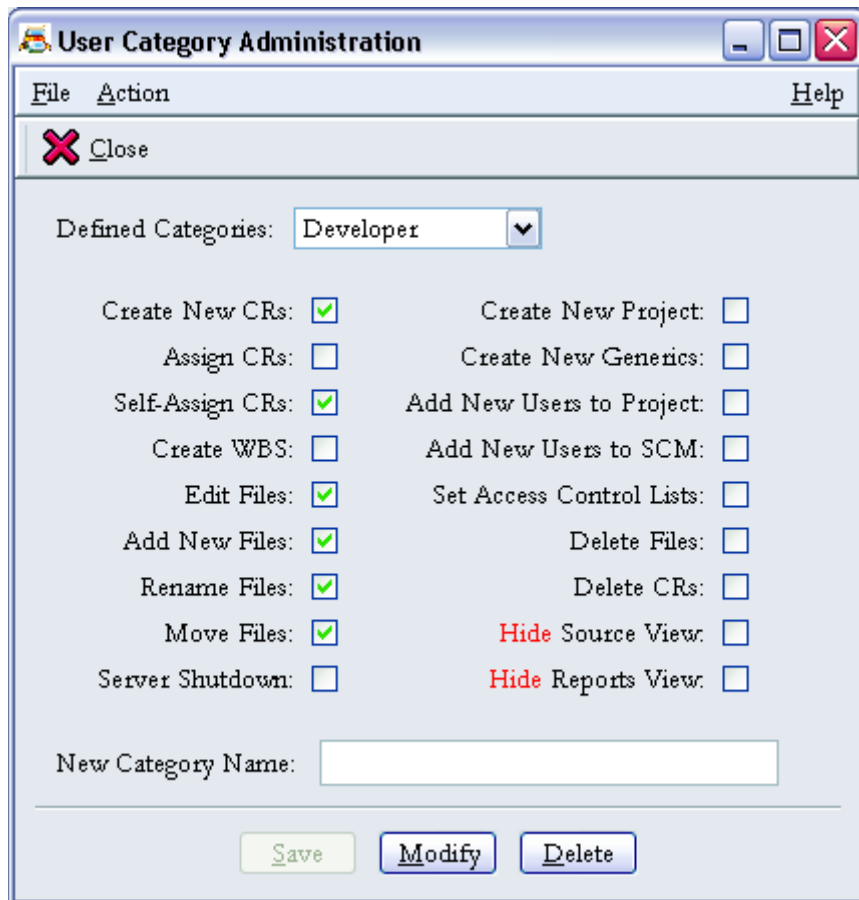 User Category Administration
File Action Help
Close
Defined Categories: Developer
Create New CRs: Create New Project:
Assign CRs: Create New Generics:
Self-Assign CRs: Add New Users to Project:
Create WBS: Add New Users to SCM:
Edit Files: Set Access Control Lists:
Add New Files: Delete Files:
Rename Files: Delete CRs:
Move Files: Hide Source View:
Server Shutdown: Hide Reports View:
New Category Name:
Save Modify Delete